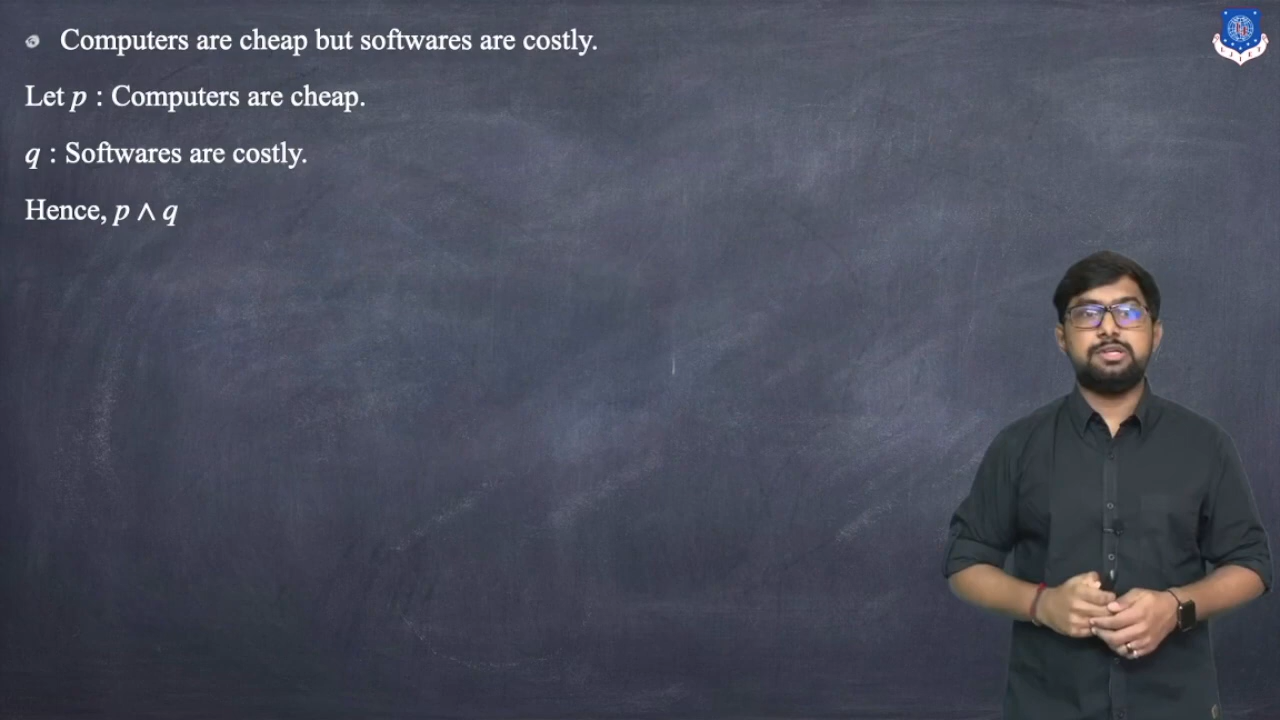 Computers are cheap but softwares are costly.
Let p : Computers are cheap.
q : Softwares are costly.
Hence, p ∧ q